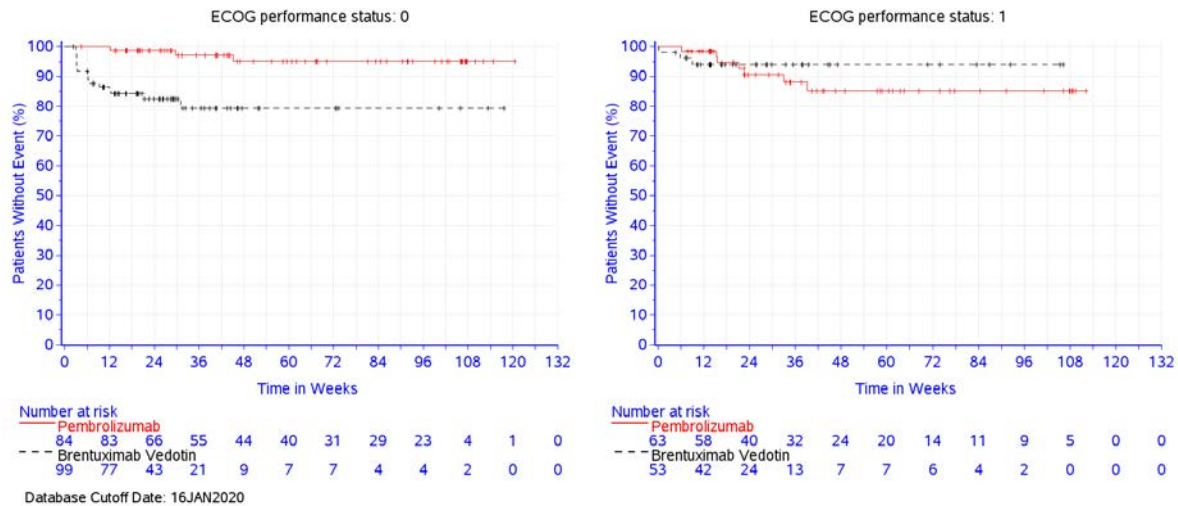 ECOG performance status: 0
Patients Without Event (%)
100
90
80
70
60
50
40
30
20
10
0
0 12 24 36 48 60 72 84 96 108 120 132
Time in Weeks
Number at risk
Pembrolizumab
84 83 66 55 44 40 31 29 23 4 1 0
Brentuximab Vedotin
99 77 43 21 9 7 7 4 4 2 0 0
ECOG performance status: 1
Patients Without Event (%)
100
90
80
70
60
50
40
30
20
10
0
0 12 24 36 48 60 72 84 96 108 120 132
Time in Weeks
Number at risk
Pembrolizumab
63 58 40 32 24 20 14 11 9 5 0 0
Brentuximab Vedotin
53 42 24 13 7 7 6 4 2 0 0 0
Database Cutoff Date: 16JAN2020